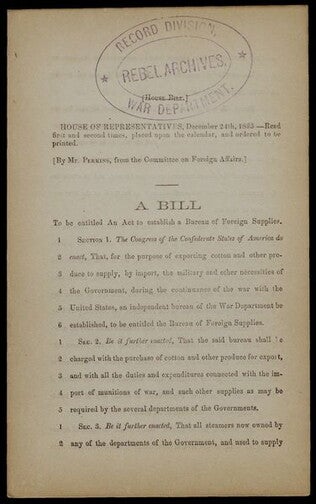 RECORD DIVISION,
REBEL ARCHIVES,
WAR DEPARTMENT.
[HOUSE BILL.]
HOUSE OF REPRESENTATIVES, December 24th, 1863.—Read
first and second times, placed upon the calendar, and ordered to be
printed.
[By Mr. PERKINS, from the Committee on Foreign Affairs.]
A BILL
To be entitled An Act to establish a Bureau of Foreign Supplies.
1 SECTION 1. The Congress of the Confederate States of America do
2 enact, That, for the purpose of exporting cotton and other pro-
3 duce to supply, by import, the military and other necessities of
4 the Government, during the continuance of the war with the
5 United States, an independent bureau of the War Department be
6 established, to be entitled the Bureau of Foreign Supplies.
1 SEC. 2. Be it further enacted, That the said bureau shall be
2 charged with the purchase of cotton and other produce for export,
3 and with all the duties and expenditures connected with the im-
4 port of munitions of war, and such other supplies as may be
5 required by the several departments of the Governments.
1 SEC. 3. Be it further enacted, That all steamers now owned by
2 any of the departments of the Government, and used to supply